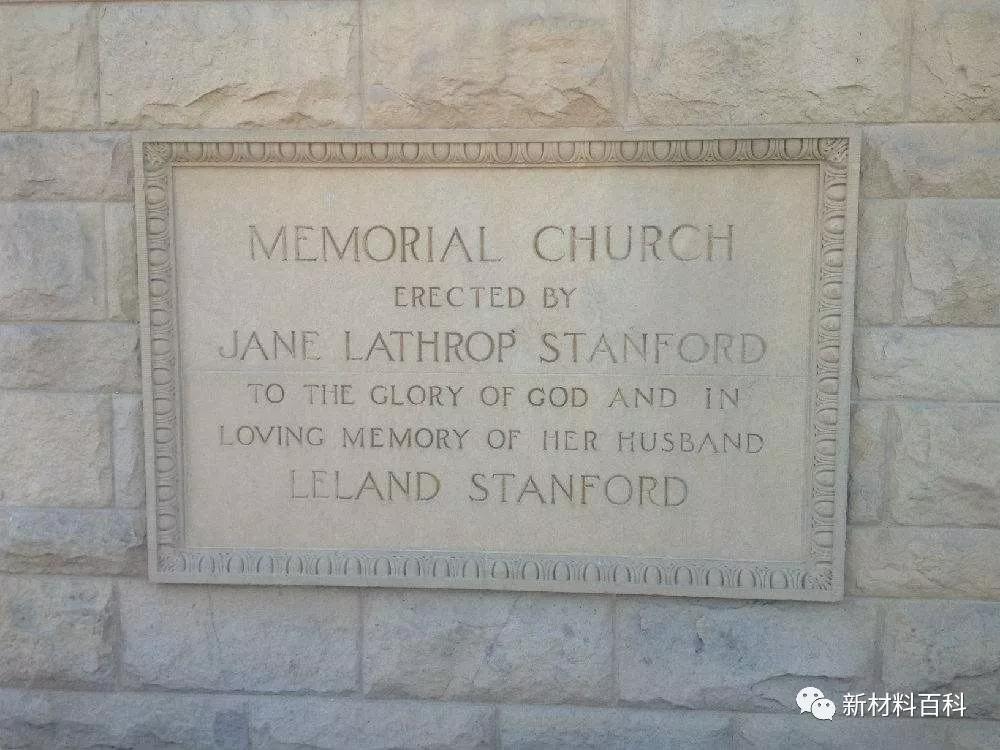 MEMORIAL CHURCH
ERECTED BY
JANE LATHROP STANFORD
TO THE GLORY OF GOD AND IN
LOVING MEMORY OF HER HUSBAND
LELAND STANFORD
新材料百科